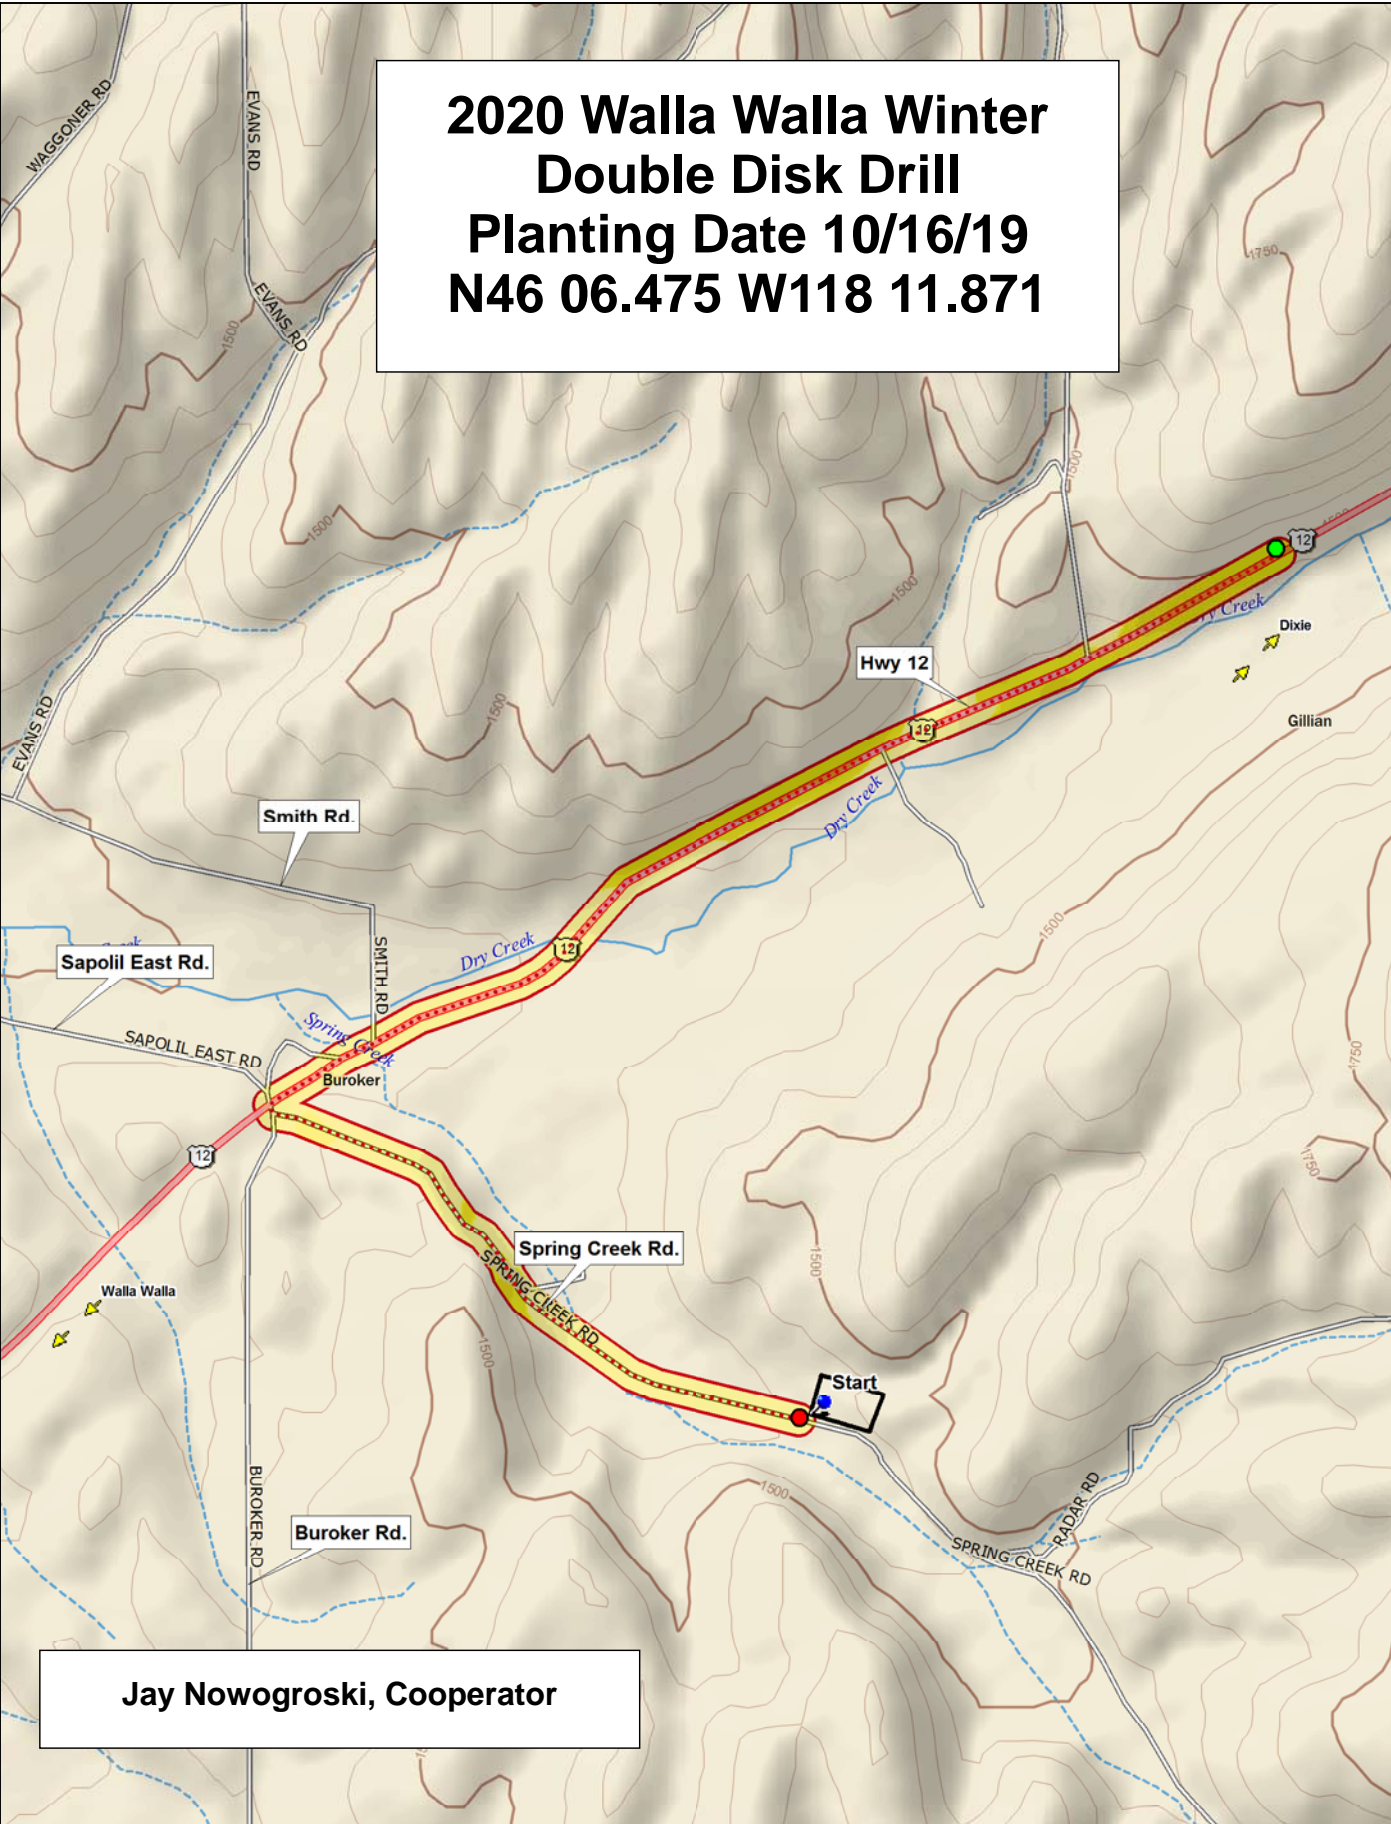 2020 Walla Walla Winter
Double Disk Drill
Planting Date 10/16/19
N46 06.475 W118 11.871
WAGGONER RD
EVANS RD
EVANS RD
1500
1750
1500
1500
1500
12
Dry Creek
Dixie
1500
Hwy 12
12
Gillian
1500
EVANS RD
Smith Rd.
Dry Creek
1500
SMITH RD
Dry Creek
12
Creek
Sapolil East Rd.
Spring Creek
SAPOLIL EAST RD
Buroker
1750
12
1750
Spring Creek Rd.
SPRING CREEK RD
1500
Walla Walla
1500
Start
BUROKER RD
1500
RADAR RD
Buroker Rd.
SPRING CREEK RD
Jay Nowogroski, Cooperator